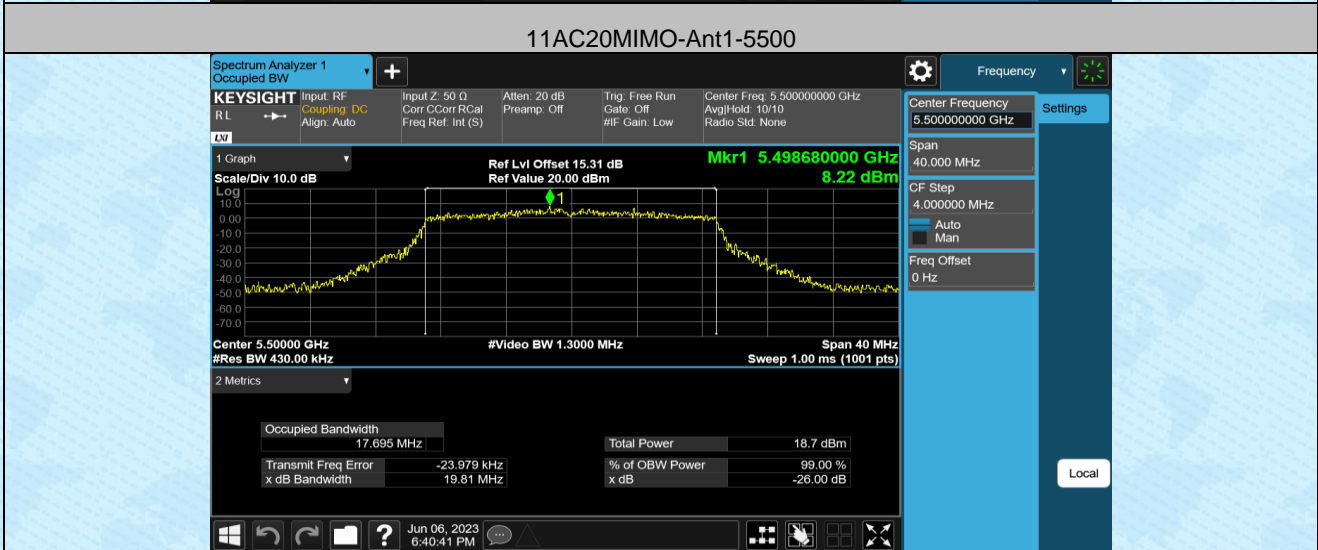 11AC20MIMO-Ant1-5500
Spectrum Analyzer 1
Occupied BW
Frequency
KEYSIGHT
R L
LXI
Input: RF
Coupling: DC
Align: Auto
Input Z: 50 Ω
Corr CCorr RCal
Freq Ref: Int (S)
Atten: 20 dB
Preamp: Off
Trig: Free Run
Gate: Off
#IF Gain: Low
Center Freq: 5.500000000 GHz
Avg|Hold: 10/10
Radio Std: None
Center Frequency
5.500000000 GHz
Settings
Span
40.000 MHz
CF Step
4.000000 MHz
Auto
Man
Freq Offset
0 Hz
1 Graph
Ref Lvl Offset 15.31 dB
Mkr1 5.498680000 GHz
Scale/Div 10.0 dB
Ref Value 20.00 dBm
8.22 dBm
Log
10.0
0.00
-10.0
-20.0
-30.0
-40.0
-50.0
-60.0
-70.0
1
Center 5.50000 GHz
#Video BW 1.3000 MHz
Span 40 MHz
#Res BW 430.00 kHz
Sweep 1.00 ms (1001 pts)
2 Metrics
Occupied Bandwidth
17.695 MHz
Total Power 18.7 dBm
Transmit Freq Error -23.979 kHz
% of OBW Power 99.00 %
x dB Bandwidth 19.81 MHz
x dB -26.00 dB
Local
?
Jun 06, 2023
6:40:41 PM